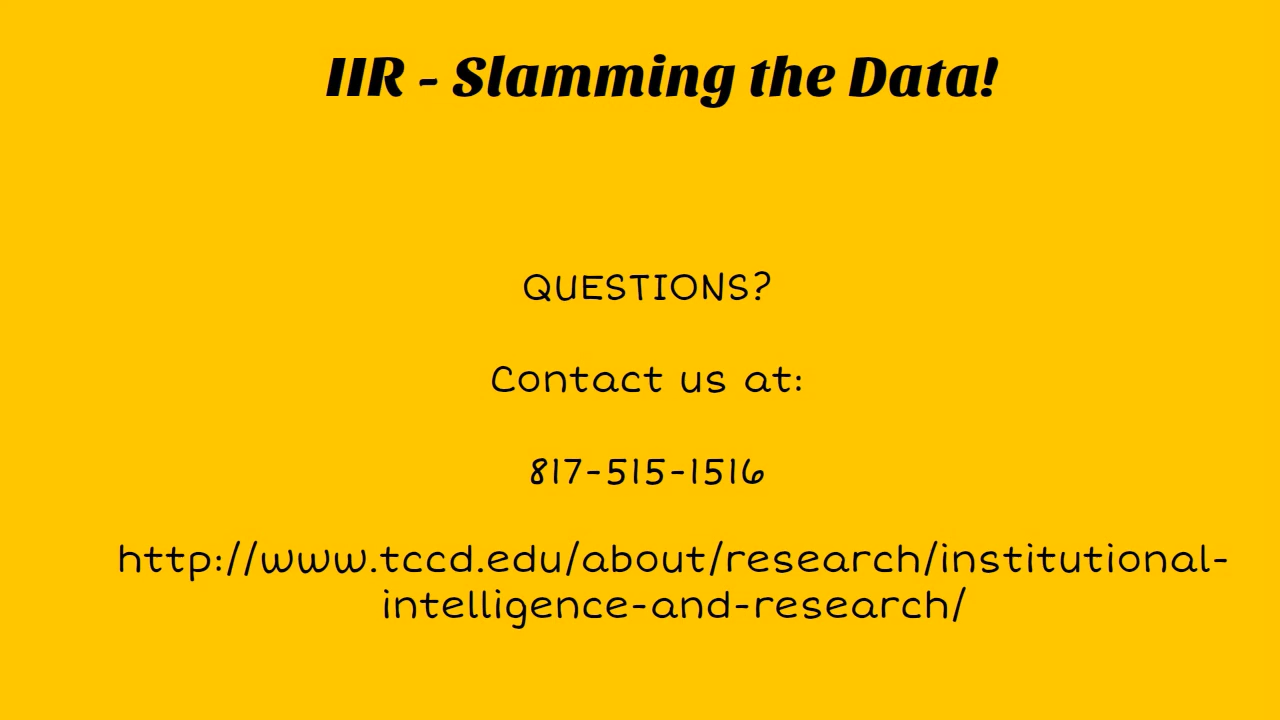 IIR - Slamming the Data!
QUESTIONS?
Contact us at:
817-515-1516
http://www.tccd.edu/about/research/institutional-
intelligence-and-research/